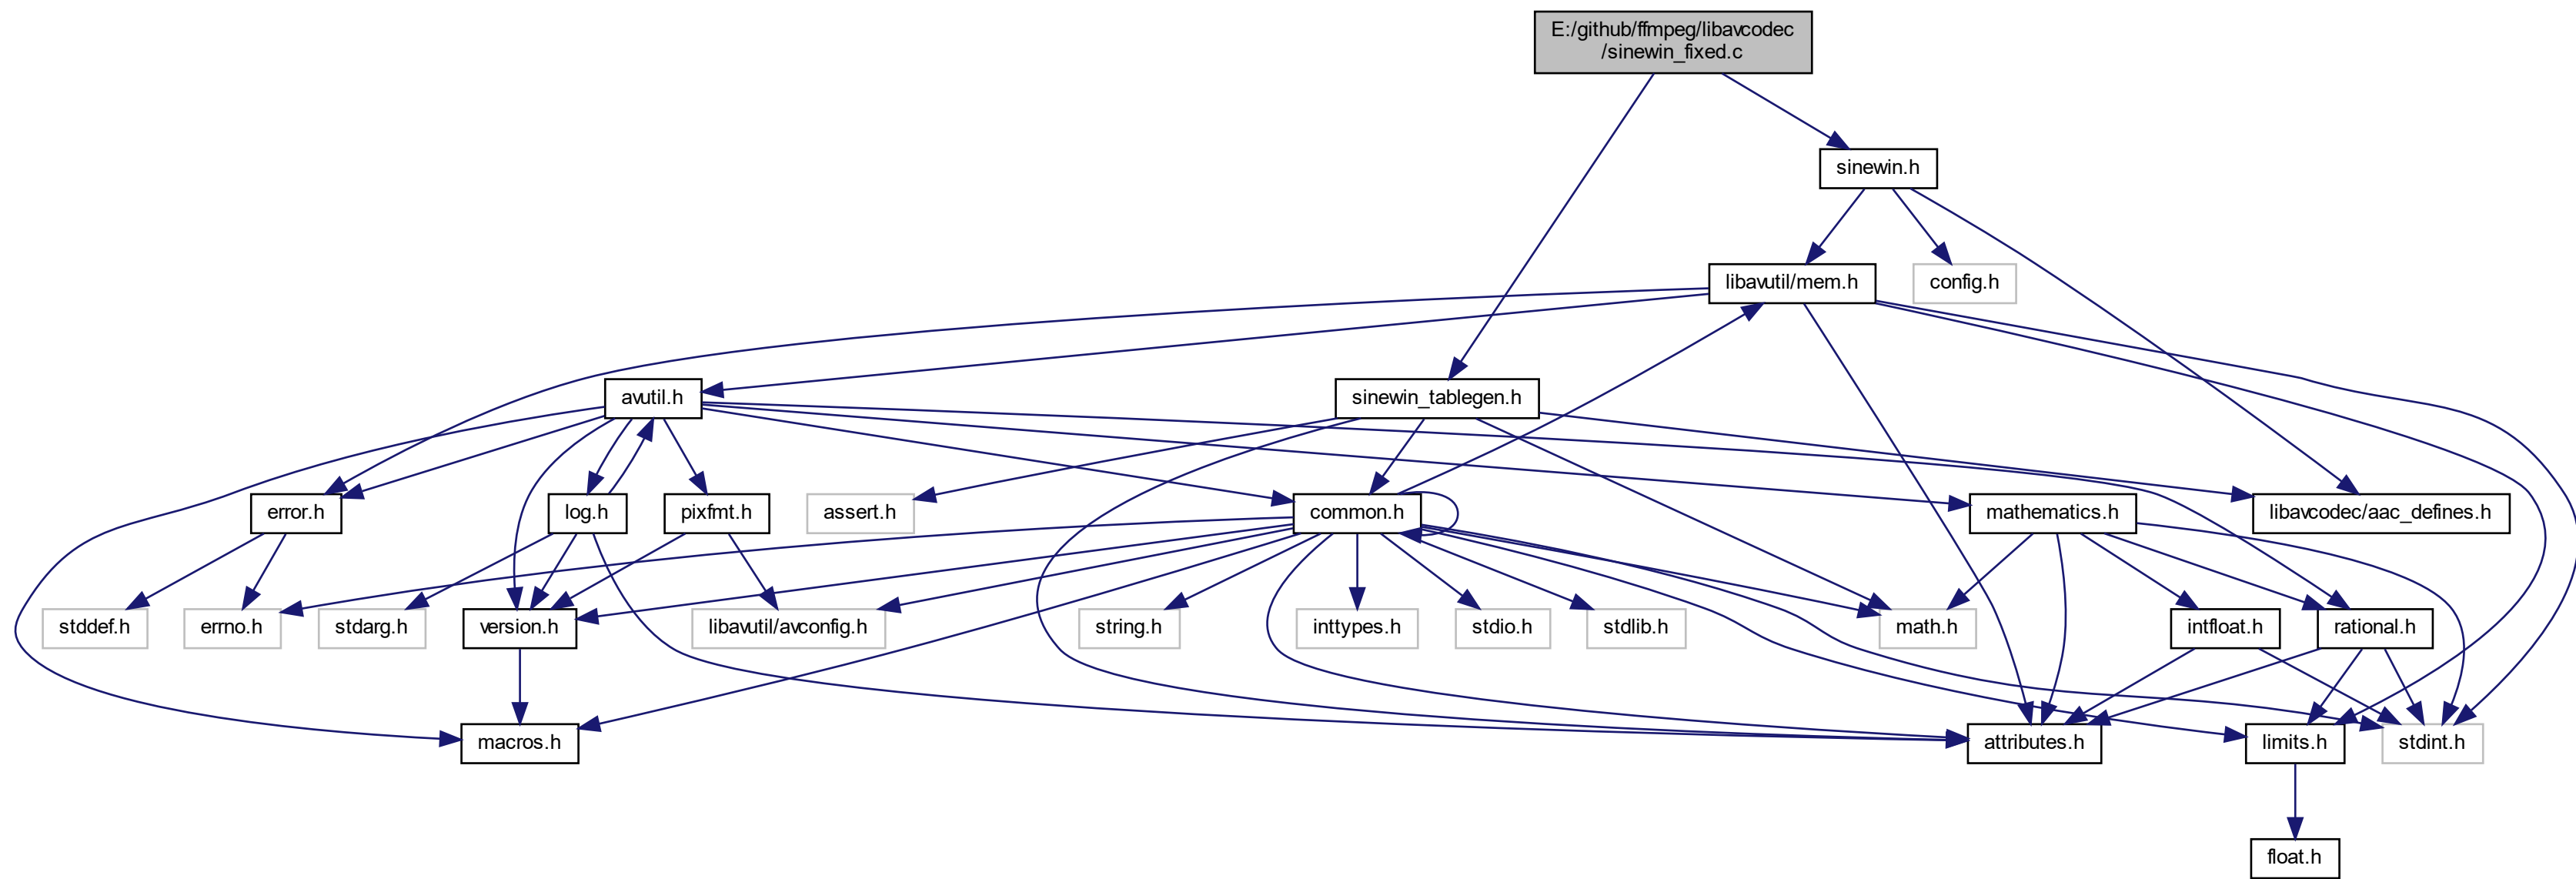 E:/github/ffmpeg/libavcodec
/sinewin_fixed.c
sinewin.h
libavutil/mem.h
config.h
avutil.h
sinewin_tablegen.h
error.h
log.h
pixfmt.h
assert.h
common.h
mathematics.h
libavcodec/aac_defines.h
stddef.h
errno.h
stdarg.h
version.h
libavutil/avconfig.h
string.h
inttypes.h
stdio.h
stdlib.h
math.h
intfloat.h
rational.h
macros.h
attributes.h
limits.h
stdint.h
float.h